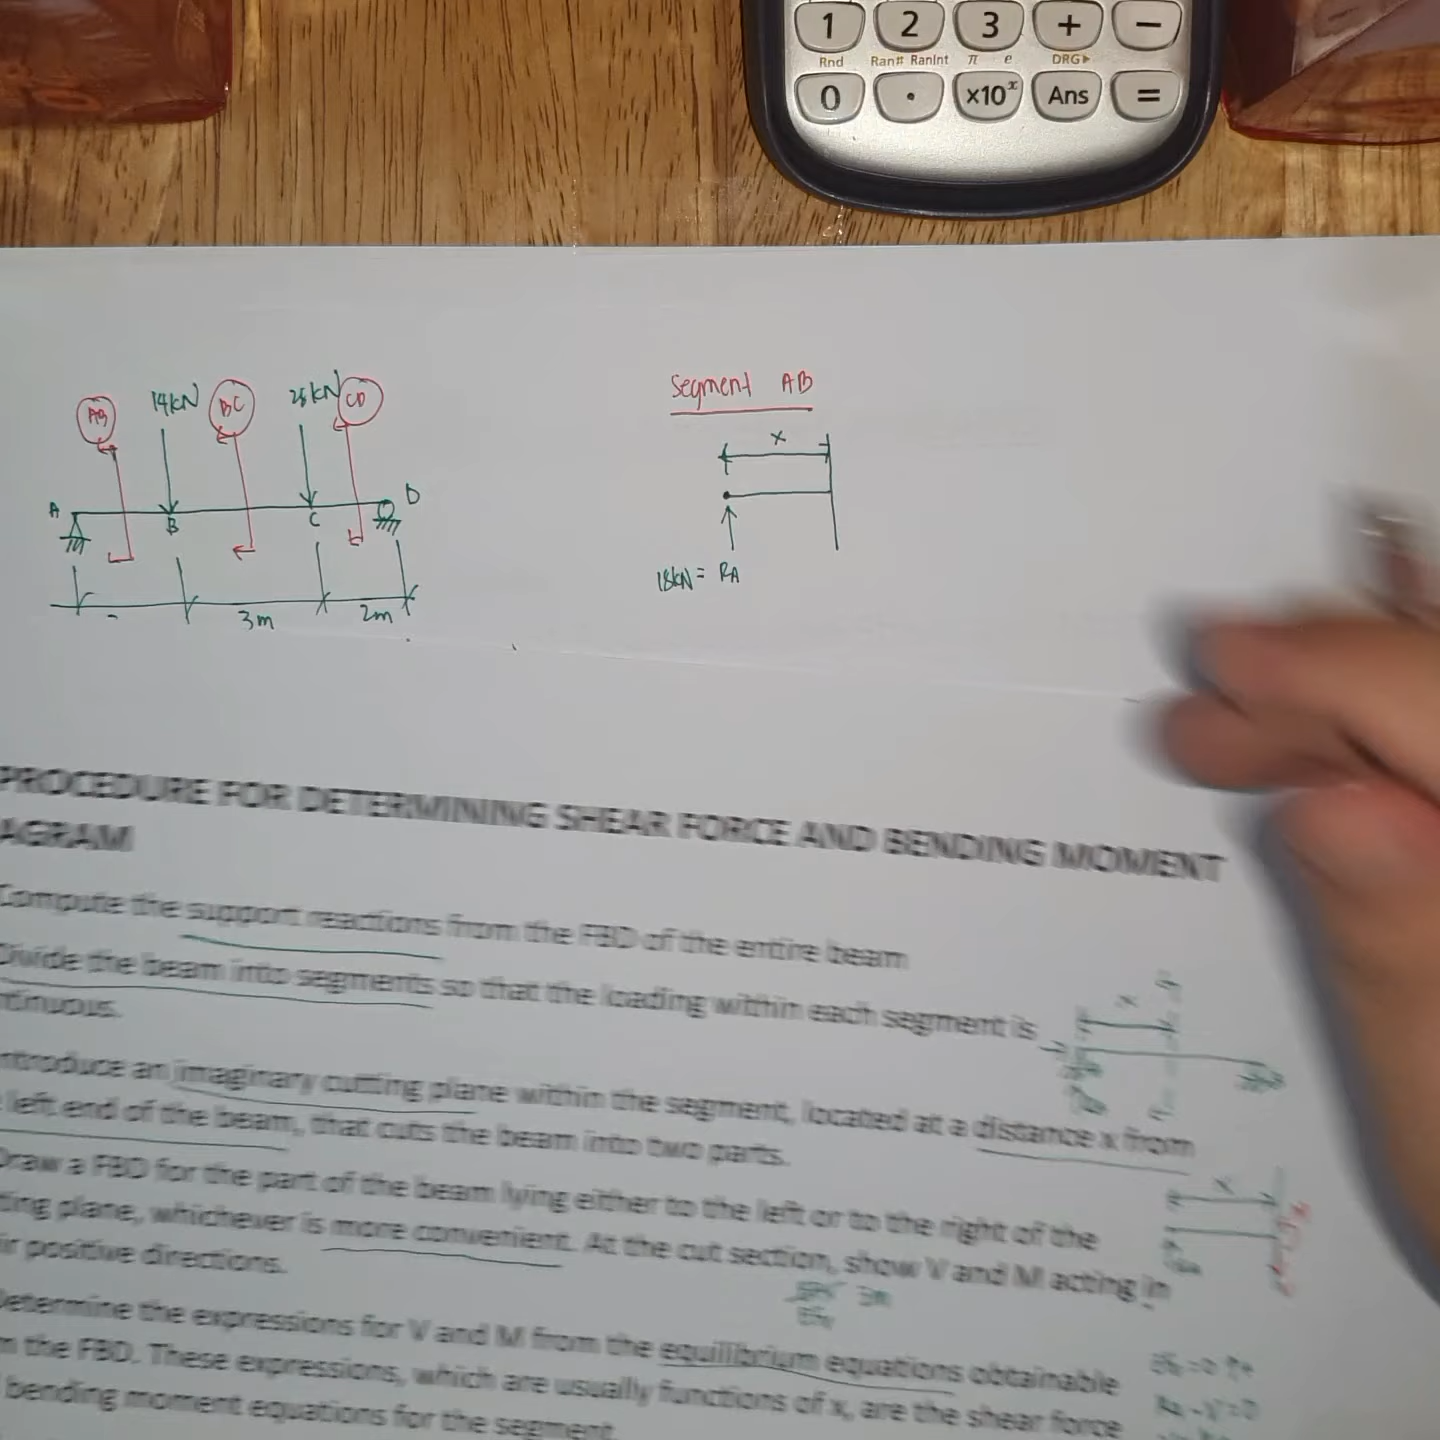 1 2 3 + −
Rnd Ran# RanInt π e DRG▶
0 • ×10ˣ Ans =
AB 14kN BC 28kN CD
A B C D
3m 2m
Segment AB
x
18kN = RA
PROCEDURE FOR DETERMINING SHEAR FORCE AND BENDING MOMENT
AGRAM
Compute the support reactions from the FBD of the entire beam
Divide the beam into segments so that the loading within each segment is
ntinuous.
ntroduce an imaginary cutting plane within the segment, located at a distance x from
left end of the beam, that cuts the beam into two parts.
Draw a FBD for the part of the beam lying either to the left or to the right of the
ting plane, whichever is more convenient. At the cut section, show V and M acting in
ir positive directions.
x
3m
Determine the expressions for V and M from the equilibrium equations obtainable
m the FBD. These expressions, which are usually functions of x, are the shear force
bending moment equations for the segment.